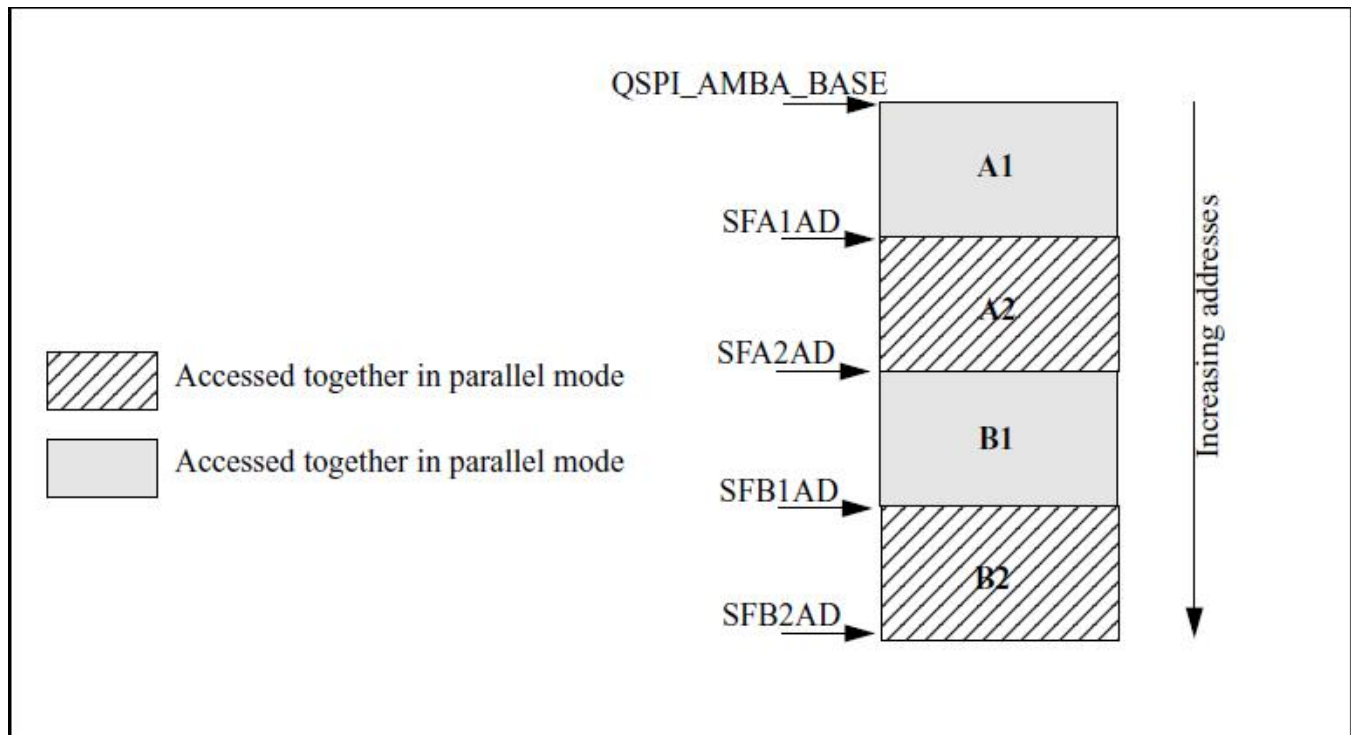 QSPI_AMBA_BASE
A1
SFA1AD
A2
SFA2AD
Accessed together in parallel mode
B1
Accessed together in parallel mode
SFB1AD
B2
SFB2AD
Increasing addresses